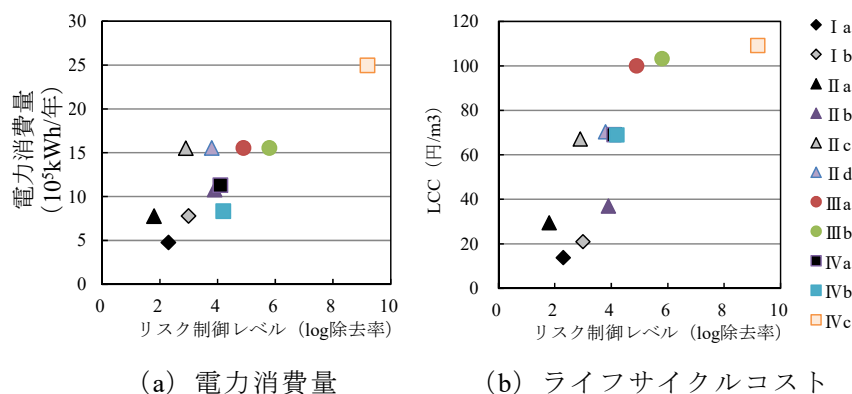 電力消費量
(10⁵kWh/年)
30
25
20
15
10
5
0
0 2 4 6 8 10
リスク制御レベル（log除去率）
(a) 電力消費量
LCC（円/m3）
120
100
80
60
40
20
0
0 2 4 6 8 10
リスク制御レベル（log除去率）
(b) ライフサイクルコスト
Ⅰa
Ⅰb
Ⅱa
Ⅱb
Ⅱc
Ⅱd
Ⅲa
Ⅲb
Ⅳa
Ⅳb
Ⅳc